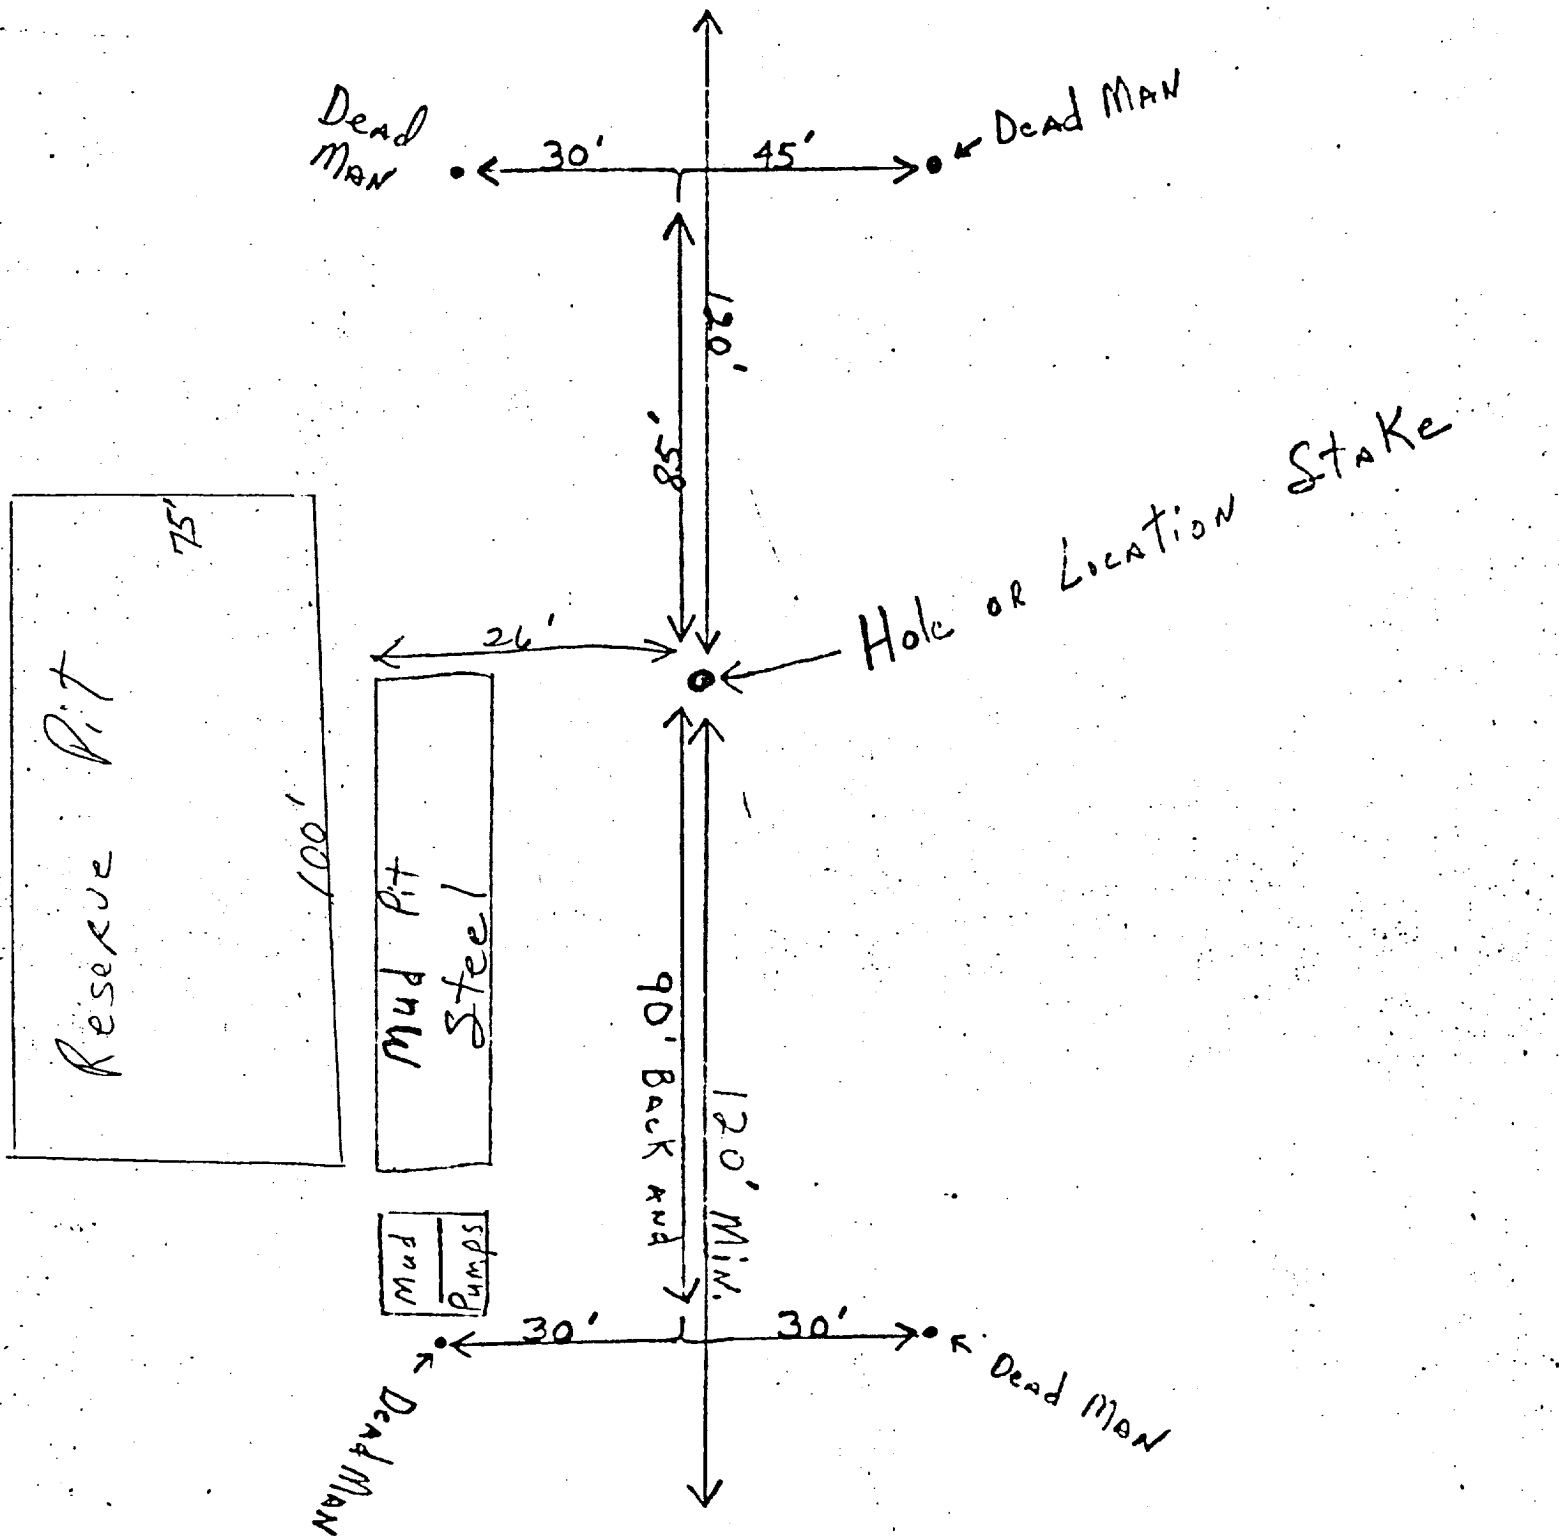 Dead
Man
30'
45'
Dead Man
120'
85'
Hole or Location Stake
75'
26'
Reserve Pit
100'
Mud Pit
Steel
90' Back and
120' Min.
Mud
Pumps
30'
30'
Dead Man
Dead Man